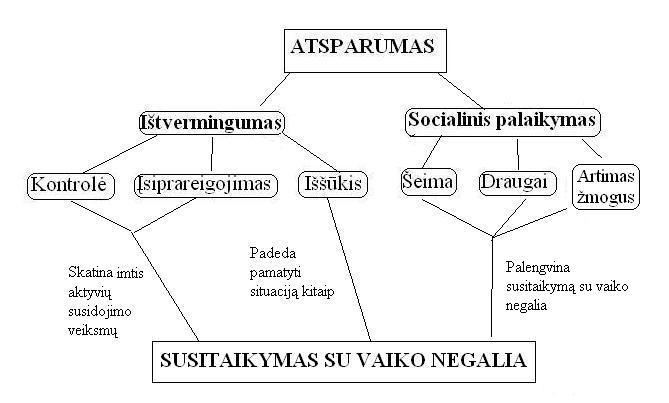 ATSPARUMAS
Ištvermingumas
Socialinis palaikymas
Kontrolė
Įsiprareigojimas
Iššūkis
Šeima
Draugai
Artimas
žmogus
Skatina imtis
aktyvių
susidojimo
veiksmų
Padeda
pamatyti
situaciją kitaip
Palengvina
susitaikymą su vaiko
negalia
SUSITAIKYMAS SU VAIKO NEGALIA